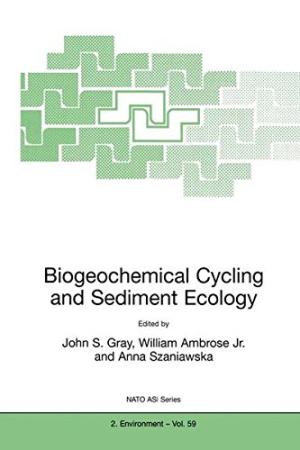 Biogeochemical Cycling
and Sediment Ecology
Edited by
John S. Gray, William Ambrose Jr.
and Anna Szaniawska
NATO ASI Series
2. Environment – Vol. 59